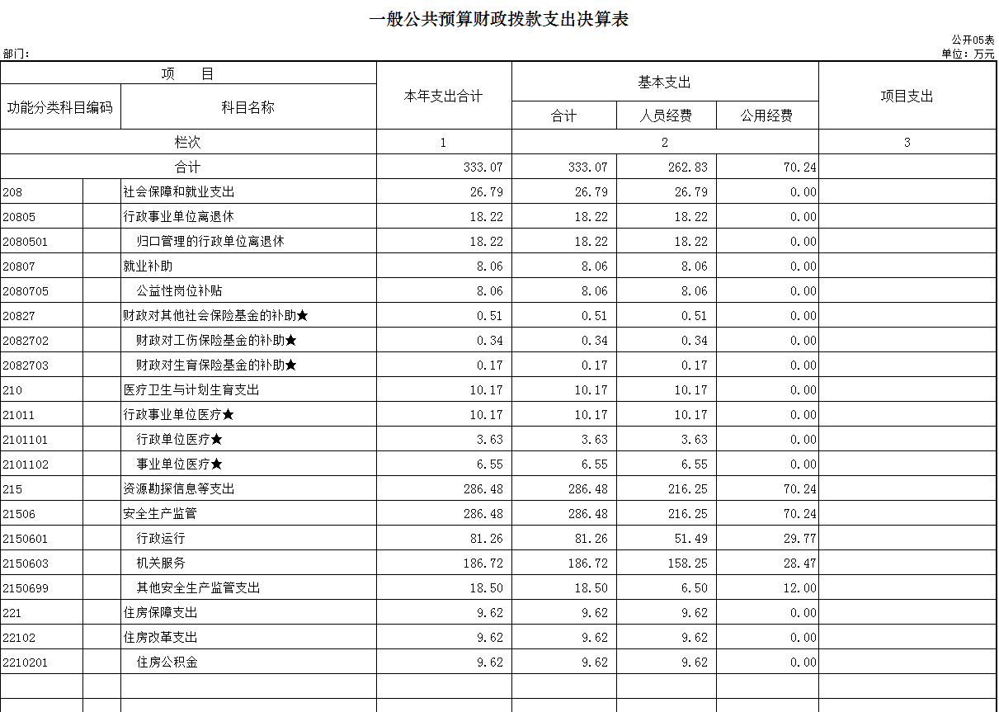 一般公共预算财政拨款支出决算表
公开05表
部门： 单位：万元
项 目 本年支出合计 基本支出 项目支出
功能分类科目编码 科目名称 合计 人员经费 公用经费
栏次 1 2 3
合计 333.07 333.07 262.83 70.24
208 社会保障和就业支出 26.79 26.79 26.79 0.00
20805 行政事业单位离退休 18.22 18.22 18.22 0.00
2080501 归口管理的行政单位离退休 18.22 18.22 18.22 0.00
20807 就业补助 8.06 8.06 8.06 0.00
2080705 公益性岗位补贴 8.06 8.06 8.06 0.00
20827 财政对其他社会保险基金的补助★ 0.51 0.51 0.51 0.00
2082702 财政对工伤保险基金的补助★ 0.34 0.34 0.34 0.00
2082703 财政对生育保险基金的补助★ 0.17 0.17 0.17 0.00
210 医疗卫生与计划生育支出 10.17 10.17 10.17 0.00
21011 行政事业单位医疗★ 10.17 10.17 10.17 0.00
2101101 行政单位医疗★ 3.63 3.63 3.63 0.00
2101102 事业单位医疗★ 6.55 6.55 6.55 0.00
215 资源勘探信息等支出 286.48 286.48 216.25 70.24
21506 安全生产监管 286.48 286.48 216.25 70.24
2150601 行政运行 81.26 81.26 51.49 29.77
2150603 机关服务 186.72 186.72 158.25 28.47
2150699 其他安全生产监管支出 18.50 18.50 6.50 12.00
221 住房保障支出 9.62 9.62 9.62 0.00
22102 住房改革支出 9.62 9.62 9.62 0.00
2210201 住房公积金 9.62 9.62 9.62 0.00